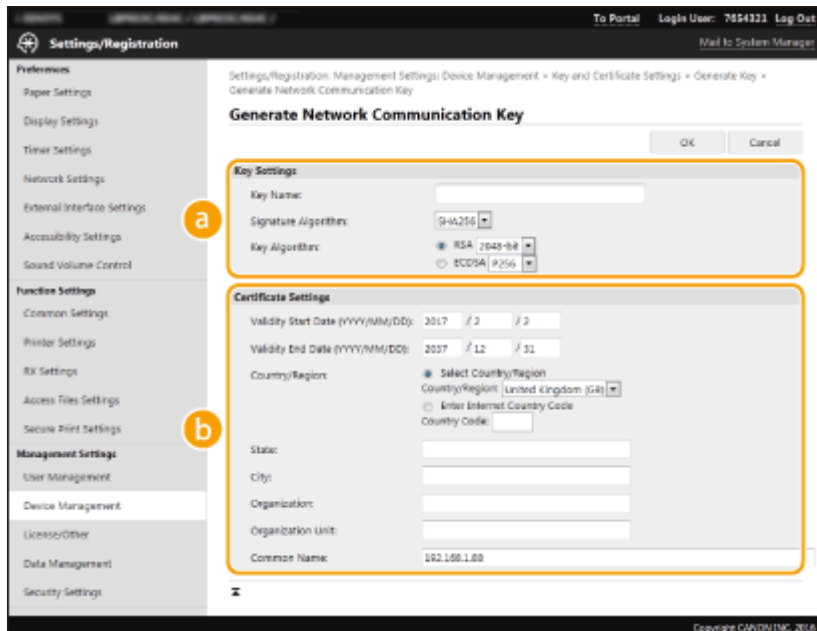 To Portal Login User: 7654321 Log Out
Settings/Registration
Mail to System Manager
Preferences
Paper Settings
Display Settings
Timer Settings
Network Settings
External Interface Settings
Accessibility Settings
Sound Volume Control
Function Settings
Common Settings
Printer Settings
RX Settings
Access Files Settings
Secure Print Settings
Management Settings
User Management
Device Management
License/Other
Data Management
Security Settings
Settings/Registration: Management Settings: Device Management > Key and Certificate Settings > Generate Key >
Generate Network Communication Key
Generate Network Communication Key
OK Cancel
a
Key Settings
Key Name:
Signature Algorithm: SHA256
Key Algorithm: RSA 2048-bit
ECDSA P256
b
Certificate Settings
Validity Start Date (YYYY/MM/DD): 2017 / 2 / 2
Validity End Date (YYYY/MM/DD): 2037 / 12 / 31
Country/Region: Select Country/Region
Country/Region: United Kingdom (GB)
Enter Internet Country Code
Country Code:
State:
City:
Organization:
Organization Unit:
Common Name: 192.168.1.88
Copyright CANON INC. 2016